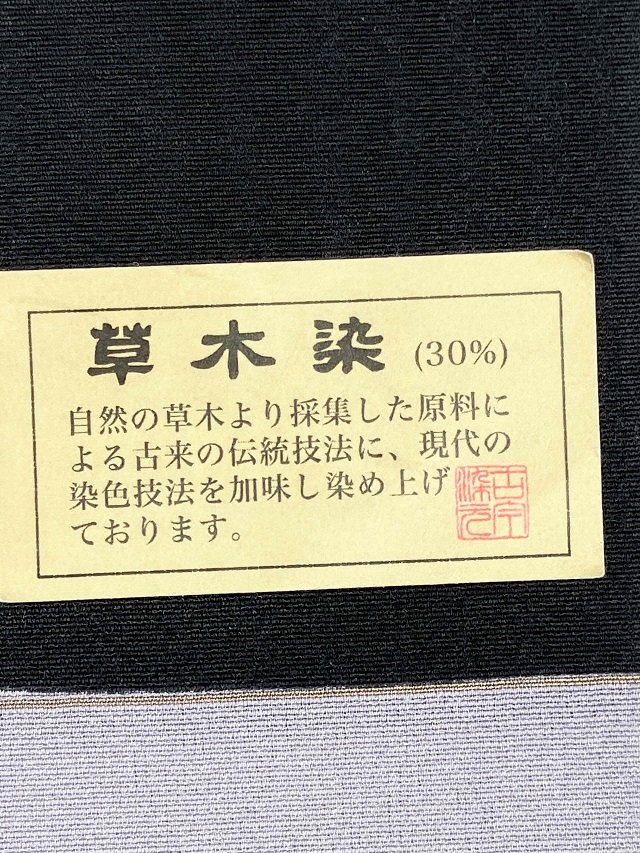 草木染 (30%)
自然の草木より採集した原料に
よる古来の伝統技法に、現代の
染色技法を加味し染め上げ
ております。